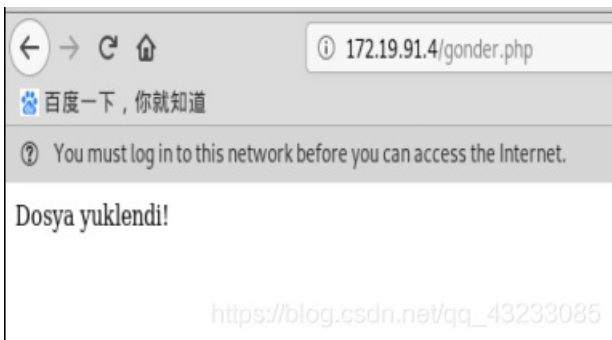 172.19.91.4/gonder.php
百度一下，你就知道
You must log in to this network before you can access the Internet.
Dosya yuklendi!
https://blog.csdn.net/qq_43233085